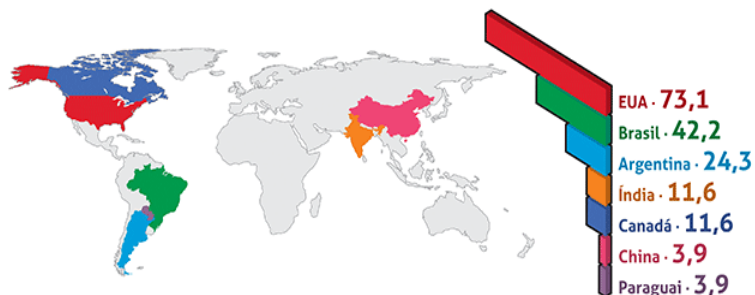 EUA · 73,1
Brasil · 42,2
Argentina · 24,3
Índia · 11,6
Canadá · 11,6
China · 3,9
Paraguai · 3,9